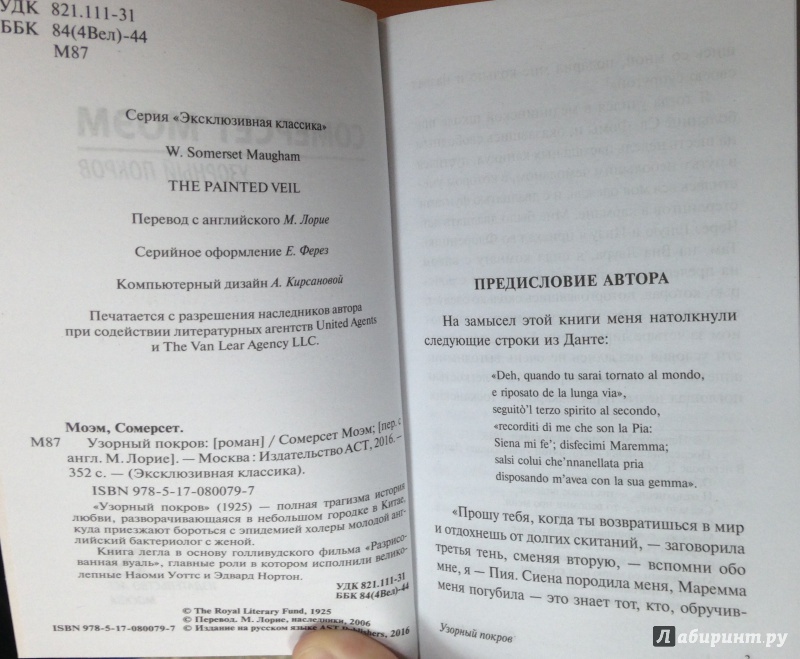 УДК 821.111-31
ББК 84(4Вел)-44
М87
Серия «Эксклюзивная классика»
W. Somerset Maugham
THE PAINTED VEIL
Перевод с английского М. Лорие
Серийное оформление Е. Ферез
Компьютерный дизайн А. Кирсановой
Печатается с разрешения наследников автора
при содействии литературных агентств United Agents
и The Van Lear Agency LLC.
Моэм, Сомерсет.
М87 Узорный покров: [роман] / Сомерсет Моэм; [пер. с
англ. М. Лорие]. — Москва : Издательство АСТ, 2016. —
352 с. — (Эксклюзивная классика).
ISBN 978-5-17-080079-7
«Узорный покров» (1925) — полная трагизма история
любви, разворачивающаяся в небольшом городке в Китае,
куда приезжают бороться с эпидемией холеры молодой анг-
лийский бактериолог с женой.
Книга легла в основу голливудского фильма «Разрисо-
ванная вуаль», главные роли в котором исполнили велико-
лепные Наоми Уоттс и Эдвард Нортон.
УДК 821.111-31
ББК 84(4Вел)-44
© The Royal Literary Fund, 1925
© Перевод. М. Лорие, наследники, 2006
ISBN 978-5-17-080079-7 © Издание на русском языке AST Publishers, 2016
ПРЕДИСЛОВИЕ АВТОРА
На замысел этой книги меня натолкнули
следующие строки из Данте:
«Deh, quando tu sarai tornato al mondo,
e riposato de la lunga via»,
seguitò'l terzo spirito al secondo,
«recorditi di me che son la Pia:
Siena mi fe'; disfecimi Maremma;
salsi colui che'nnanellata pria
disposando m'avea con la sua gemma».
«Прошу тебя, когда ты возвратишься в мир
и отдохнешь от долгих скитаний, — заговорила
третья тень, сменяя вторую, — вспомни обо
мне, я — Пия. Сиена породила меня, Маремма
меня погубила — это знает тот, кто, обручив-
Узорный покров
Лабиринт.ру